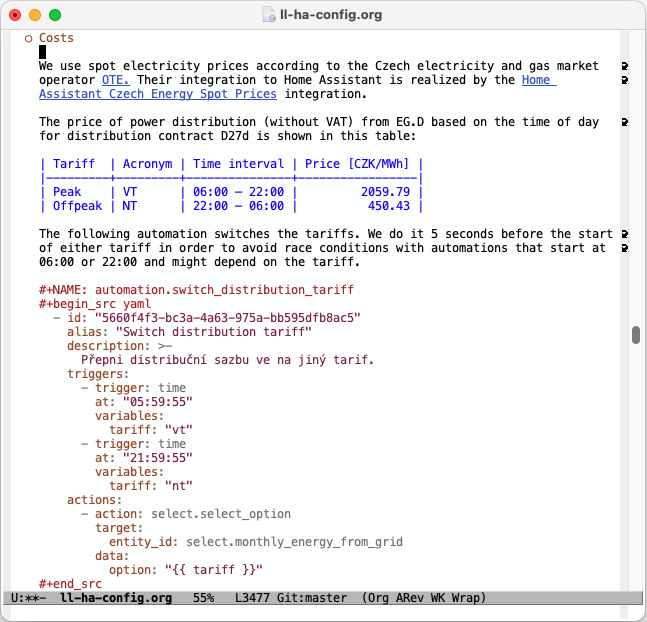 ll-ha-config.org
Costs
We use spot electricity prices according to the Czech electricity and gas market
operator OTE. Their integration to Home Assistant is realized by the Home
Assistant Czech Energy Spot Prices integration.
The price of power distribution (without VAT) from EG.D based on the time of day
for distribution contract D27d is shown in this table:
| Tariff  | Acronym | Time interval | Price [CZK/MWh] |
|---------+---------+---------------+-----------------|
| Peak    | VT      | 06:00 – 22:00 |         2059.79 |
| Offpeak | NT      | 22:00 – 06:00 |          450.43 |
The following automation switches the tariffs. We do it 5 seconds before the start
of either tariff in order to avoid race conditions with automations that start at
06:00 or 22:00 and might depend on the tariff.
#+NAME: automation.switch_distribution_tariff
#+begin_src yaml
  - id: "5660f4f3-bc3a-4a63-975a-bb595dfb8ac5"
    alias: "Switch distribution tariff"
    description: >-
      Přepni distribuční sazbu ve na jiný tarif.
    triggers:
      - trigger: time
        at: "05:59:55"
        variables:
          tariff: "vt"
      - trigger: time
        at: "21:59:55"
        variables:
          tariff: "nt"
    actions:
      - action: select.select_option
        target:
          entity_id: select.monthly_energy_from_grid
        data:
          option: "{{ tariff }}"
#+end_src
U:**-  ll-ha-config.org   55%   L3477 Git:master  (Org ARev WK Wrap)